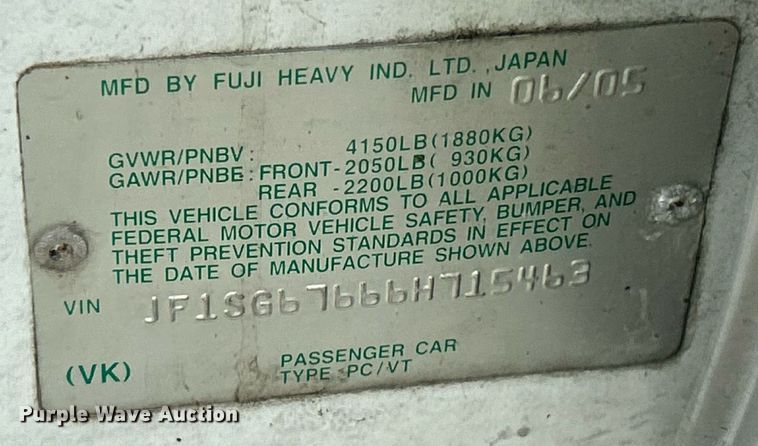 MFD BY FUJI HEAVY IND. LTD., JAPAN
MFD IN 06/05
GVWR/PNBV: 4150LB(1880KG)
GAWR/PNBE: FRONT-2050LB( 930KG)
REAR -2200LB(1000KG)
THIS VEHICLE CONFORMS TO ALL APPLICABLE
FEDERAL MOTOR VEHICLE SAFETY, BUMPER, AND
THEFT PREVENTION STANDARDS IN EFFECT ON
THE DATE OF MANUFACTURE SHOWN ABOVE.
VIN JF1SG67666H715463
(VK) PASSENGER CAR
TYPE :PC/VT
Purple Wave Auction